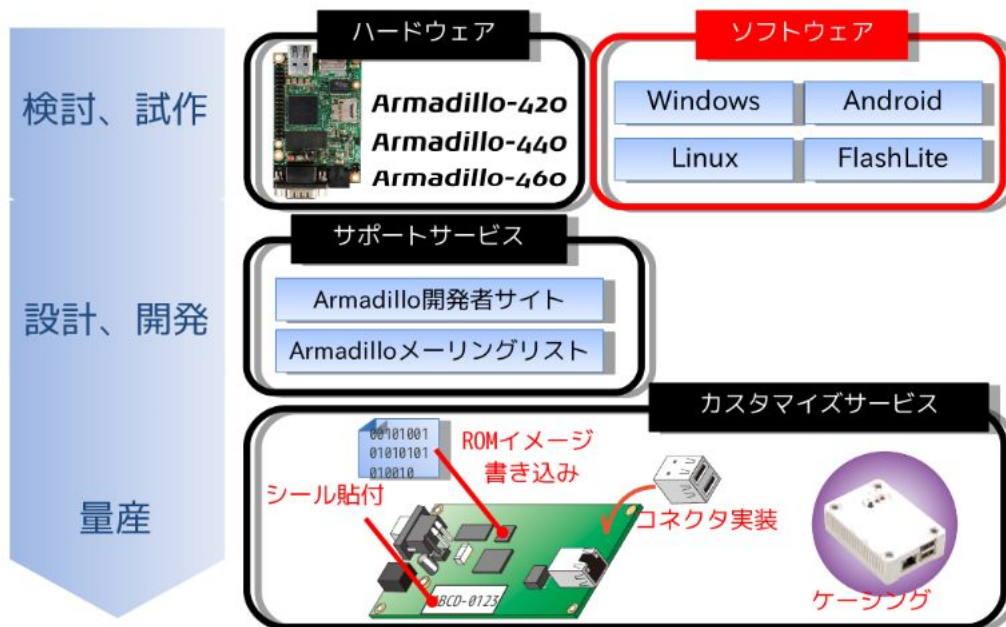 検討、試作
設計、開発
量産
ハードウェア
Armadillo-420
Armadillo-440
Armadillo-460
ソフトウェア
Windows
Android
Linux
FlashLite
サポートサービス
Armadillo開発者サイト
Armadilloメーリングリスト
カスタマイズサービス
00101001
01010101
010010
ROMイメージ
書き込み
シール貼付
コネクタ実装
ABCD-0123
ケーシング